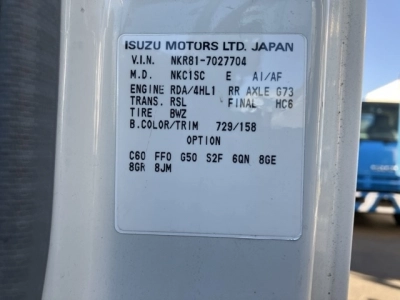 ISUZU MOTORS LTD. JAPAN
V.I.N. NKR81-7027704
M.D. NKC1SC E A1/AF
ENGINE RDA/4HL1 RR AXLE G73
TRANS. RSL FINAL HC6
TIRE BWZ
B.COLOR/TRIM 729/158
OPTION
C60 FF0 G50 S2F 6QN 8GE
8GR 8JM